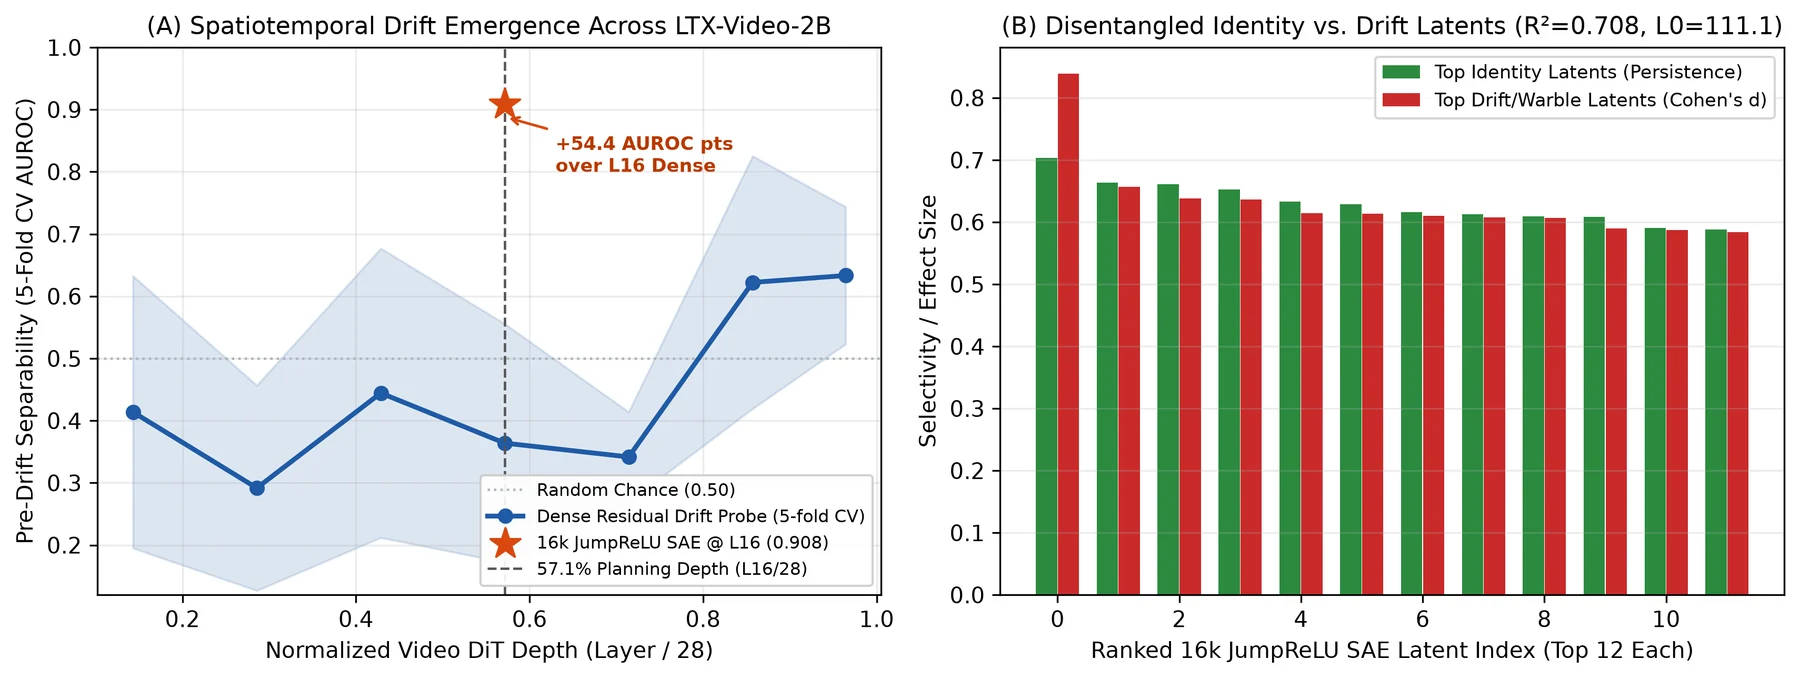 (A) Spatiotemporal Drift Emergence Across LTX-Video-2B
Pre-Drift Separability (5-Fold CV AUROC)
1.0
0.9
0.8
0.7
0.6
0.5
0.4
0.3
0.2
+54.4 AUROC pts
over L16 Dense
Random Chance (0.50)
Dense Residual Drift Probe (5-fold CV)
16k JumpReLU SAE @ L16 (0.908)
57.1% Planning Depth (L16/28)
0.2 0.4 0.6 0.8 1.0
Normalized Video DiT Depth (Layer / 28)
(B) Disentangled Identity vs. Drift Latents (R²=0.708, L0=111.1)
Selectivity / Effect Size
Top Identity Latents (Persistence)
Top Drift/Warble Latents (Cohen's d)
0.8
0.7
0.6
0.5
0.4
0.3
0.2
0.1
0.0
0 2 4 6 8 10
Ranked 16k JumpReLU SAE Latent Index (Top 12 Each)